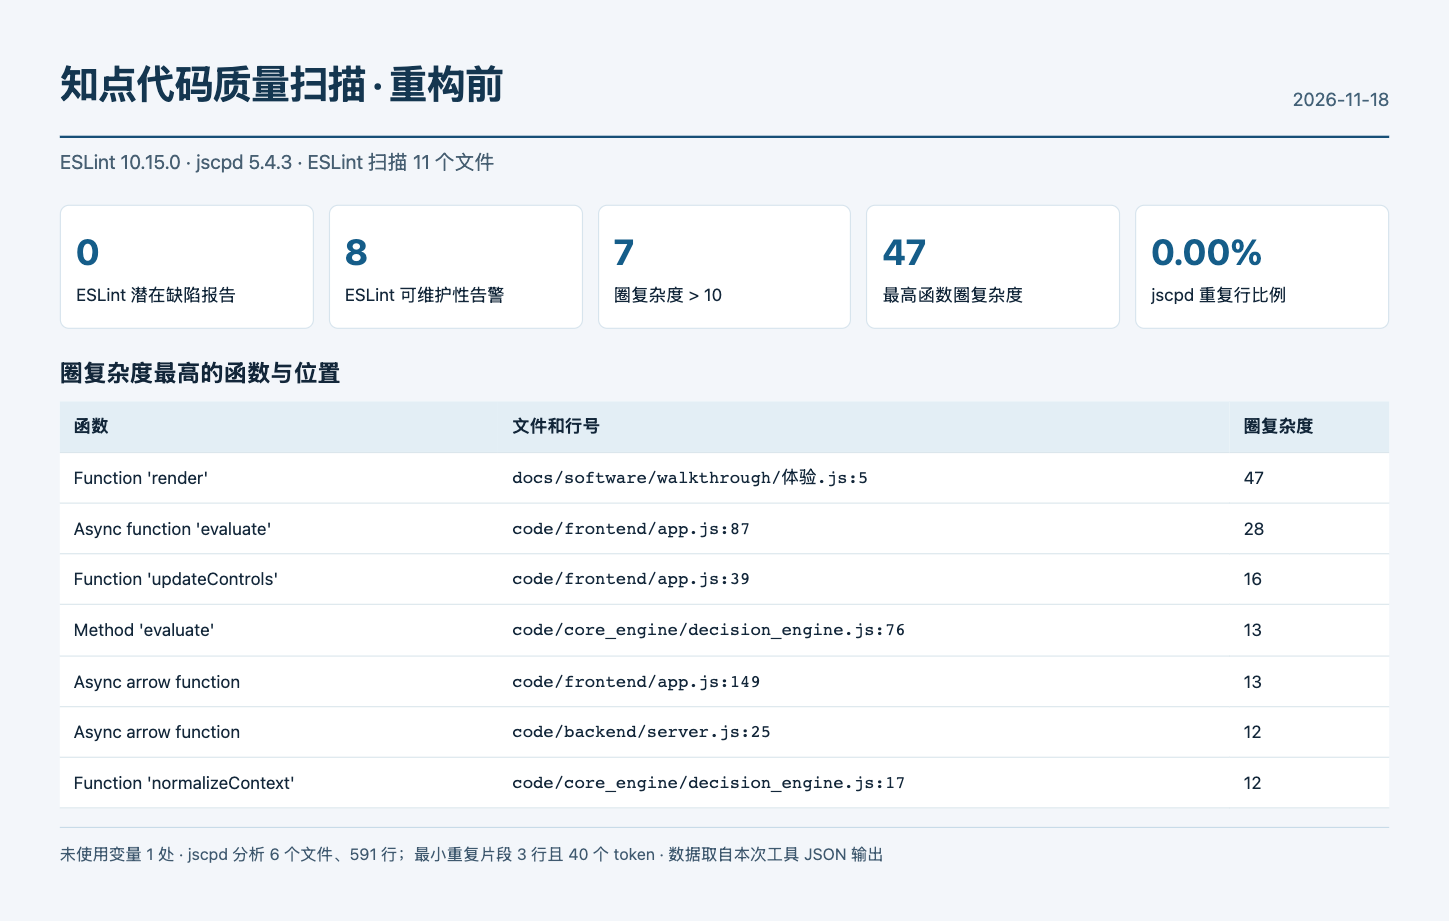 知点代码质量扫描·重构前
2026-11-18
ESLint 10.15.0 · jscpd 5.4.3 · ESLint 扫描 11 个文件
0
ESLint 潜在缺陷报告
8
ESLint 可维护性告警
7
圈复杂度 > 10
47
最高函数圈复杂度
0.00%
jscpd 重复行比例
圈复杂度最高的函数与位置
函数 文件和行号 圈复杂度
Function 'render' docs/software/walkthrough/体验.js:5 47
Async function 'evaluate' code/frontend/app.js:87 28
Function 'updateControls' code/frontend/app.js:39 16
Method 'evaluate' code/core_engine/decision_engine.js:76 13
Async arrow function code/frontend/app.js:149 13
Async arrow function code/backend/server.js:25 12
Function 'normalizeContext' code/core_engine/decision_engine.js:17 12
未使用变量 1 处 · jscpd 分析 6 个文件、591 行；最小重复片段 3 行且 40 个 token · 数据取自本次工具 JSON 输出